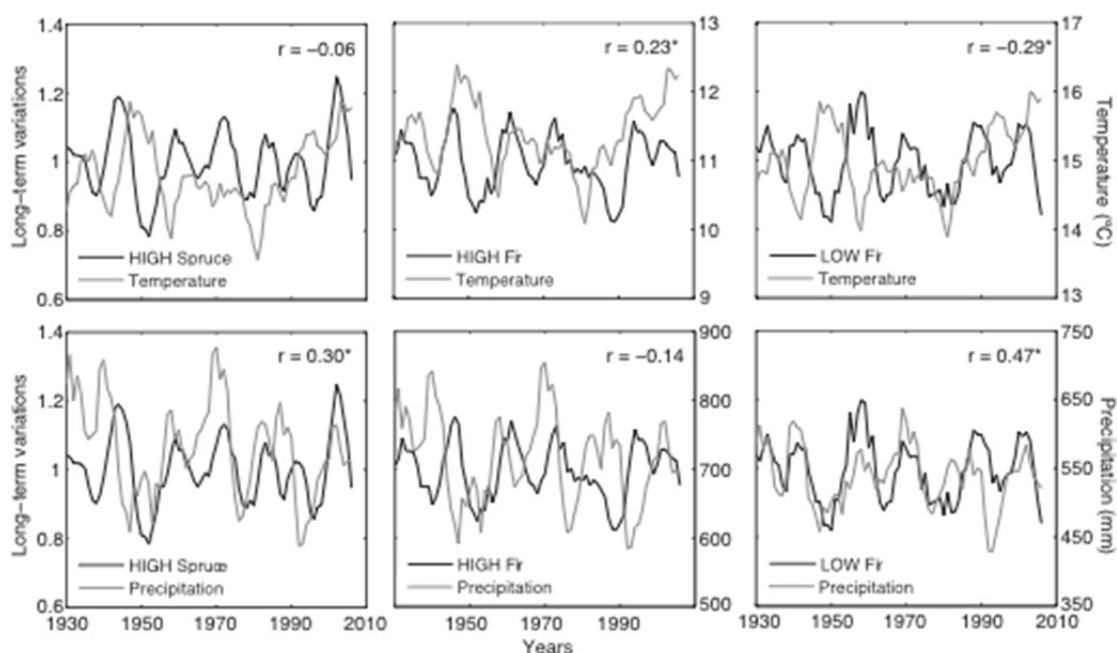 1.4 13 17
r = −0.06 r = 0.23* r = −0.29*
1.2 12 16
1 11 15
0.8 10 14
HIGH Spruce HIGH Fir LOW Fir
Temperature Temperature Temperature
0.6 9 13
Long−term variations
Temperature (°C)
1.4 900 750
r = 0.30* r = −0.14 r = 0.47*
1.2 800 650
1 700 550
0.8 600 450
HIGH Spruce HIGH Fir LOW Fir
Precipitation Precipitation Precipitation
0.6 500 350
Long−term variations
Precipitation (mm)
1930 1950 1970 1990 2010 1950 1970 1990 1930 1950 1970 1990 2010
Years